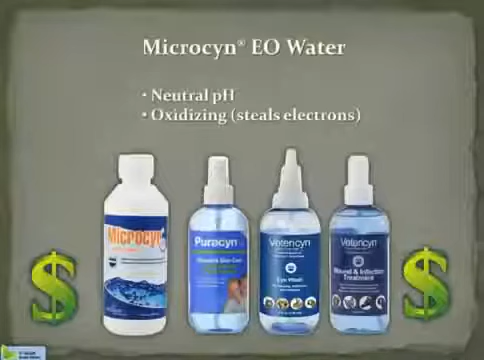 Microcyn® EO Water
• Neutral pH
• Oxidizing (steals electrons)
Microcyn
Puracyn
Vetericyn
Eye Wash
Vetericyn
Wound & Infection
Treatment